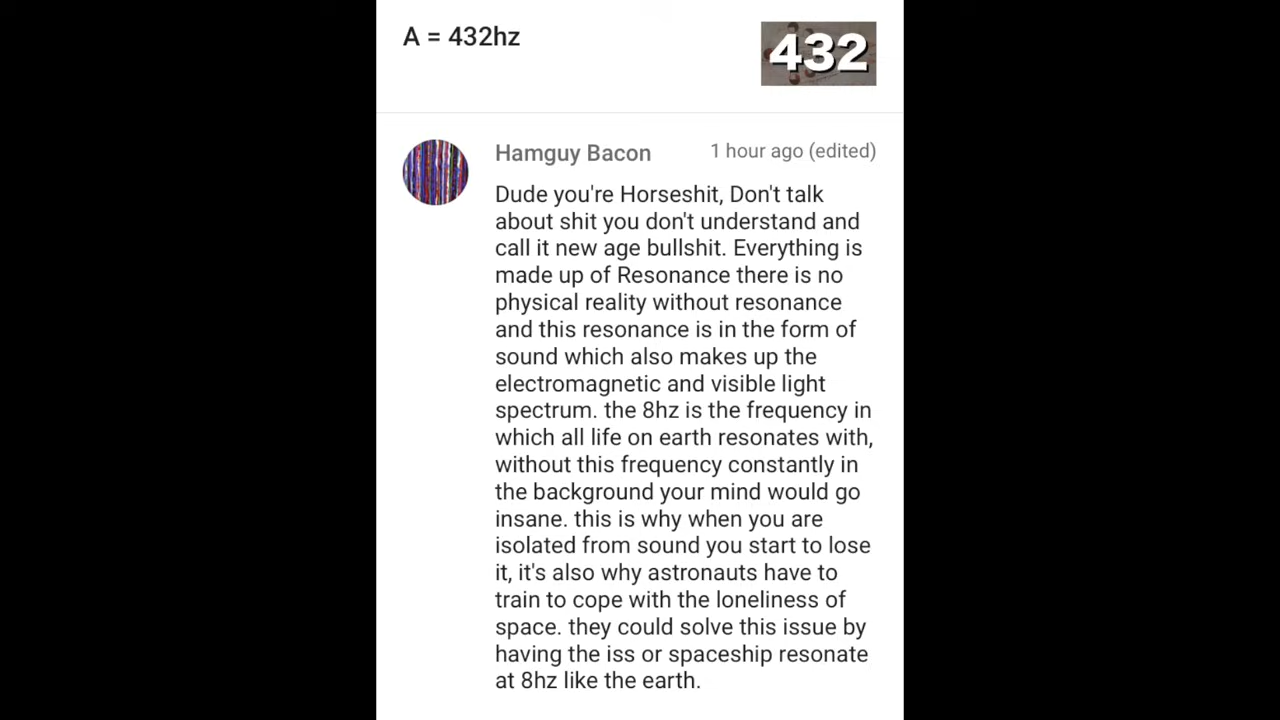 A = 432hz
432
Hamguy Bacon
1 hour ago (edited)
Dude you're Horseshit, Don't talk
about shit you don't understand and
call it new age bullshit. Everything is
made up of Resonance there is no
physical reality without resonance
and this resonance is in the form of
sound which also makes up the
electromagnetic and visible light
spectrum. the 8hz is the frequency in
which all life on earth resonates with,
without this frequency constantly in
the background your mind would go
insane. this is why when you are
isolated from sound you start to lose
it, it's also why astronauts have to
train to cope with the loneliness of
space. they could solve this issue by
having the iss or spaceship resonate
at 8hz like the earth.